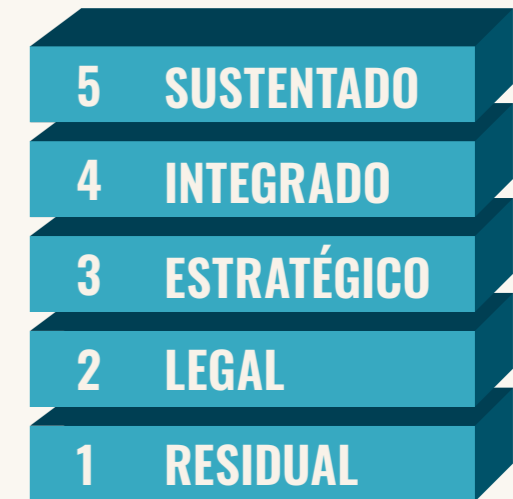 5 SUSTENTADO
4 INTEGRADO
3 ESTRATÉGICO
2 LEGAL
1 RESIDUAL